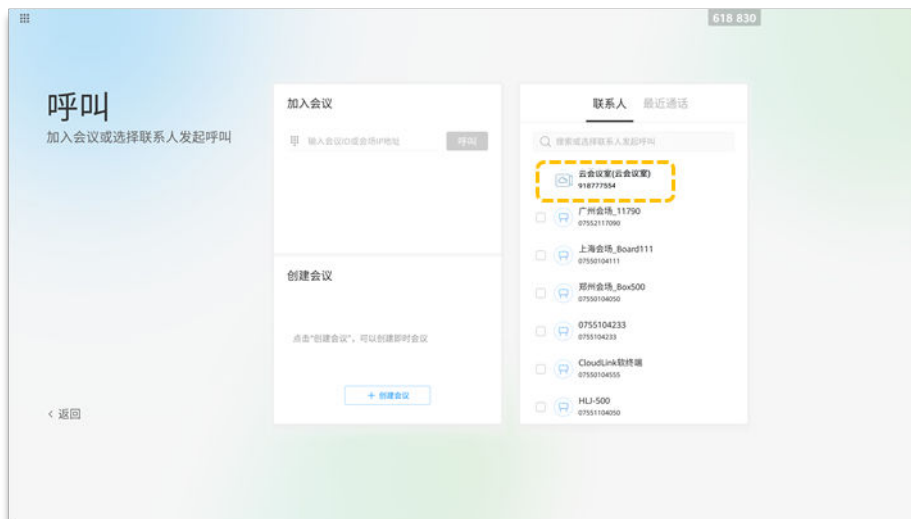 618 830
呼叫
加入会议或选择联系人发起呼叫
加入会议
输入会议ID或会场IP地址
呼叫
创建会议
点击"创建会议"，可以创建即时会议
+ 创建会议
< 返回
联系人 最近通话
搜索或选择联系人发起呼叫
云会议室(云会议室)
918777554
广州会场_11790
07552117090
上海会场_Board111
07550104111
郑州会场_Box500
07550104050
0755104233
0755104233
CloudLink软终端
07550104555
HLJ-500
07551104050